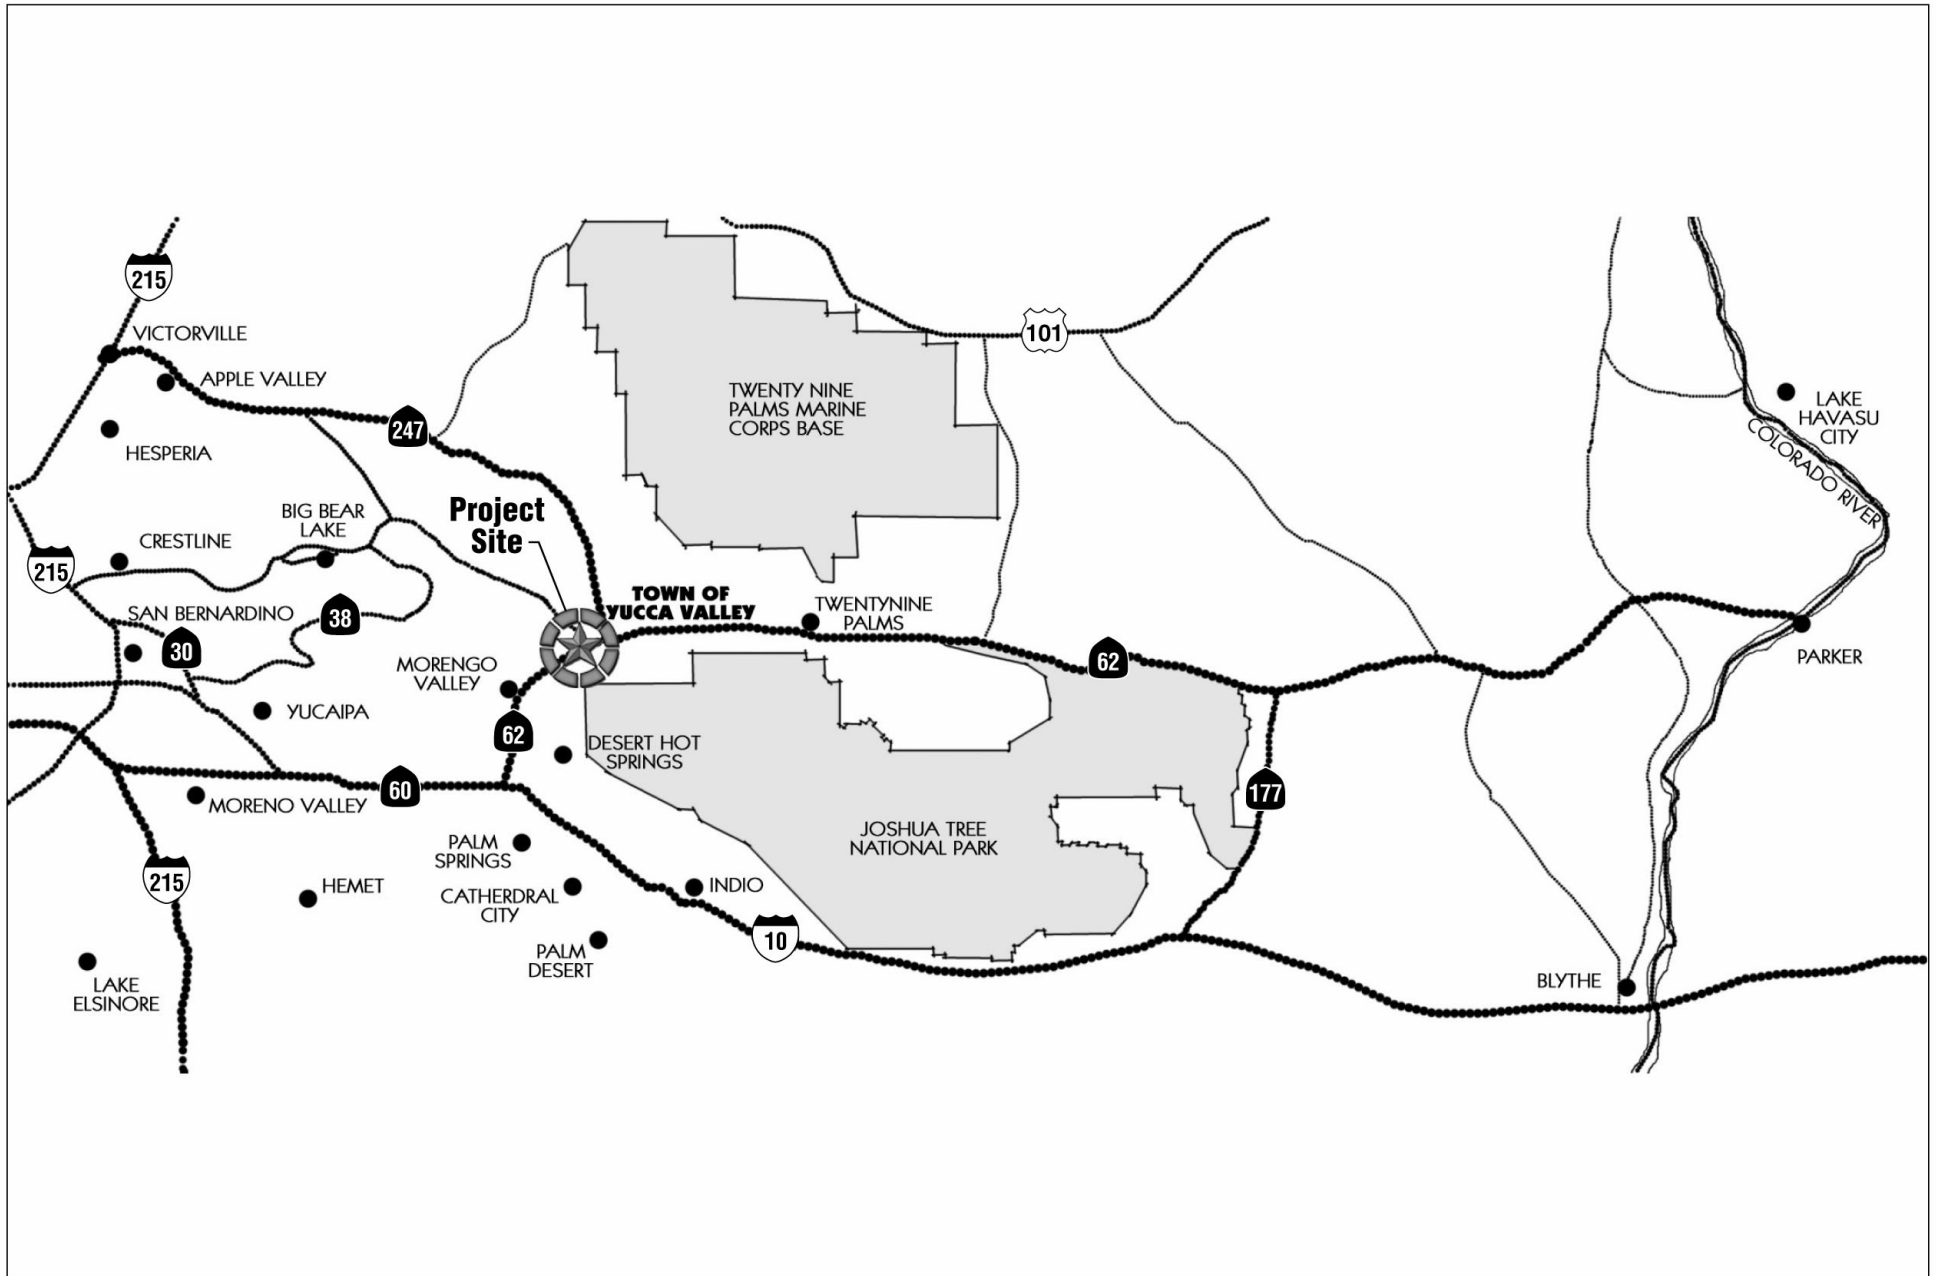 215
VICTORVILLE
APPLE VALLEY
247
HESPERIA
101
TWENTY NINE
PALMS MARINE
CORPS BASE
LAKE
HAVASU
CITY
COLORADO RIVER
Project
Site
BIG BEAR
LAKE
CRESTLINE
215
SAN BERNARDINO
38
30
TOWN OF
YUCCA VALLEY
TWENTYNINE
PALMS
62
PARKER
MORENGO
VALLEY
YUCAIPA
62
DESERT HOT
SPRINGS
60
MORENO VALLEY
177
PALM
SPRINGS
JOSHUA TREE
NATIONAL PARK
215
HEMET
CATHERDRAL
CITY
INDIO
10
PALM
DESERT
LAKE
ELSINORE
BLYTHE